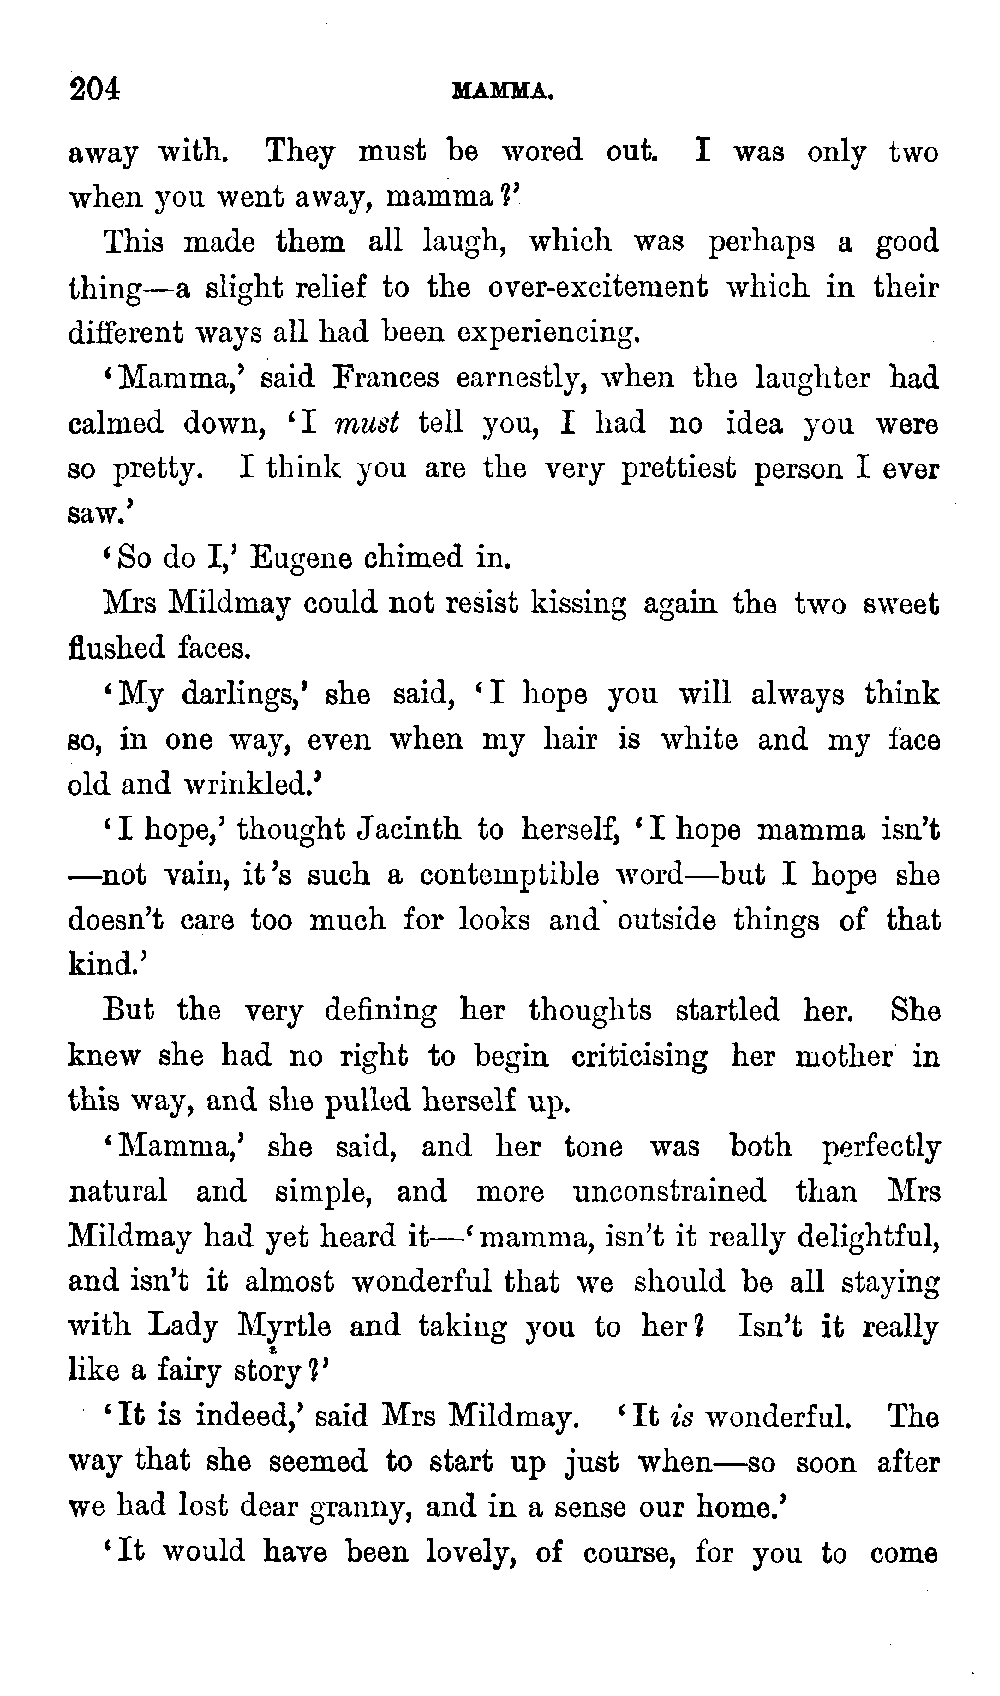 204 MAMMA.
away with. They must be wored out. I was only two
when you went away, mamma?’
This made them all laugh, which was perhaps a good
thing—a slight relief to the over-excitement which in their
different ways all had been experiencing.
‘Mamma,’ said Frances earnestly, when the laughter had
calmed down, ‘I must tell you, I had no idea you were
so pretty. I think you are the very prettiest person I ever
saw.’
‘So do I,’ Eugene chimed in.
Mrs Mildmay could not resist kissing again the two sweet
flushed faces.
‘My darlings,’ she said, ‘I hope you will always think
so, in one way, even when my hair is white and my face
old and wrinkled.’
‘I hope,’ thought Jacinth to herself, ‘I hope mamma isn’t
—not vain, it’s such a contemptible word—but I hope she
doesn’t care too much for looks and outside things of that
kind.’
But the very defining her thoughts startled her. She
knew she had no right to begin criticising her mother in
this way, and she pulled herself up.
‘Mamma,’ she said, and her tone was both perfectly
natural and simple, and more unconstrained than Mrs
Mildmay had yet heard it—‘mamma, isn’t it really delightful,
and isn’t it almost wonderful that we should be all staying
with Lady Myrtle and taking you to her? Isn’t it really
like a fairy story?’
‘It is indeed,’ said Mrs Mildmay. ‘It is wonderful. The
way that she seemed to start up just when—so soon after
we had lost dear granny, and in a sense our home.’
‘It would have been lovely, of course, for you to come